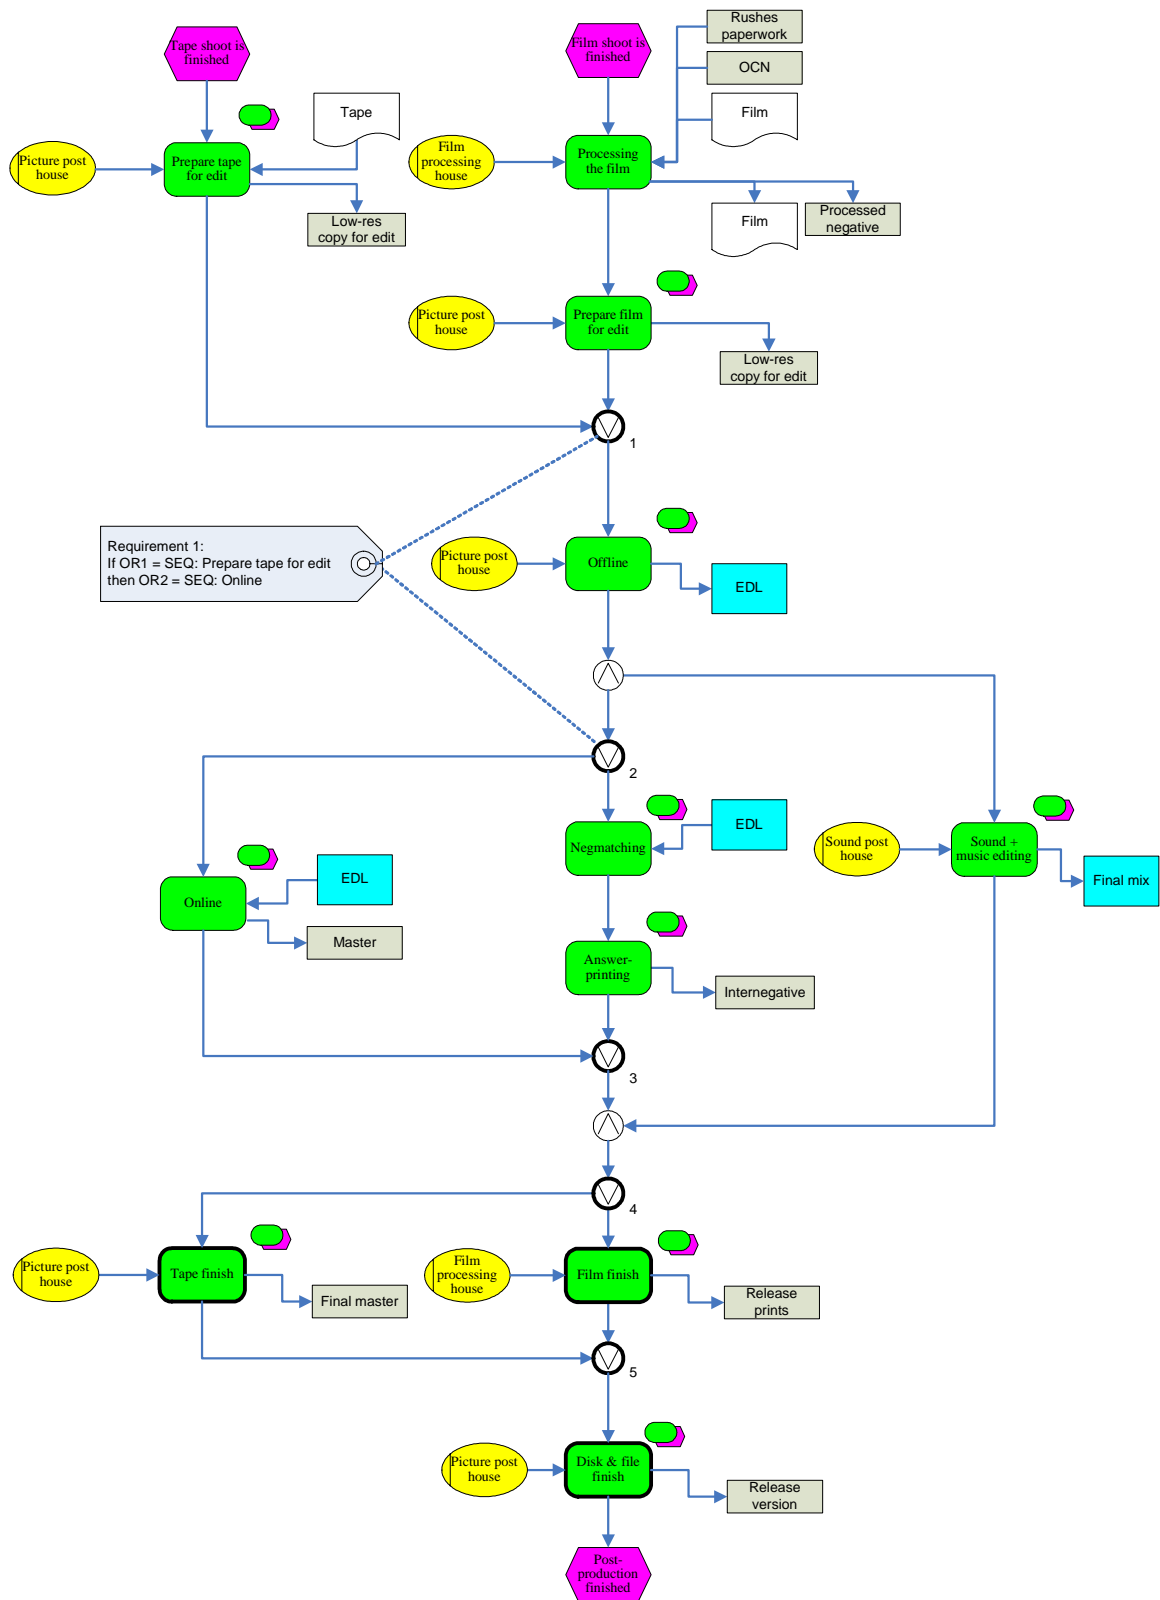 Tape shoot is
finished
Film shoot is
finished
Rushes
paperwork
OCN
Film
Tape
Picture post
house
Prepare tape
for edit
Film
processing
house
Processing
the film
Low-res
copy for edit
Film
Processed
negative
Picture post
house
Prepare film
for edit
Low-res
copy for edit
1
Requirement 1:
If OR1 = SEQ: Prepare tape for edit
then OR2 = SEQ: Online
Picture post
house
Offline
EDL
2
Negmatching
EDL
Sound post
house
Sound +
music editing
Final mix
EDL
Online
Master
Answer-
printing
Internegative
3
4
Picture post
house
Tape finish
Final master
Film
processing
house
Film finish
Release
prints
5
Picture post
house
Disk & file
finish
Release
version
Post-
production
finished